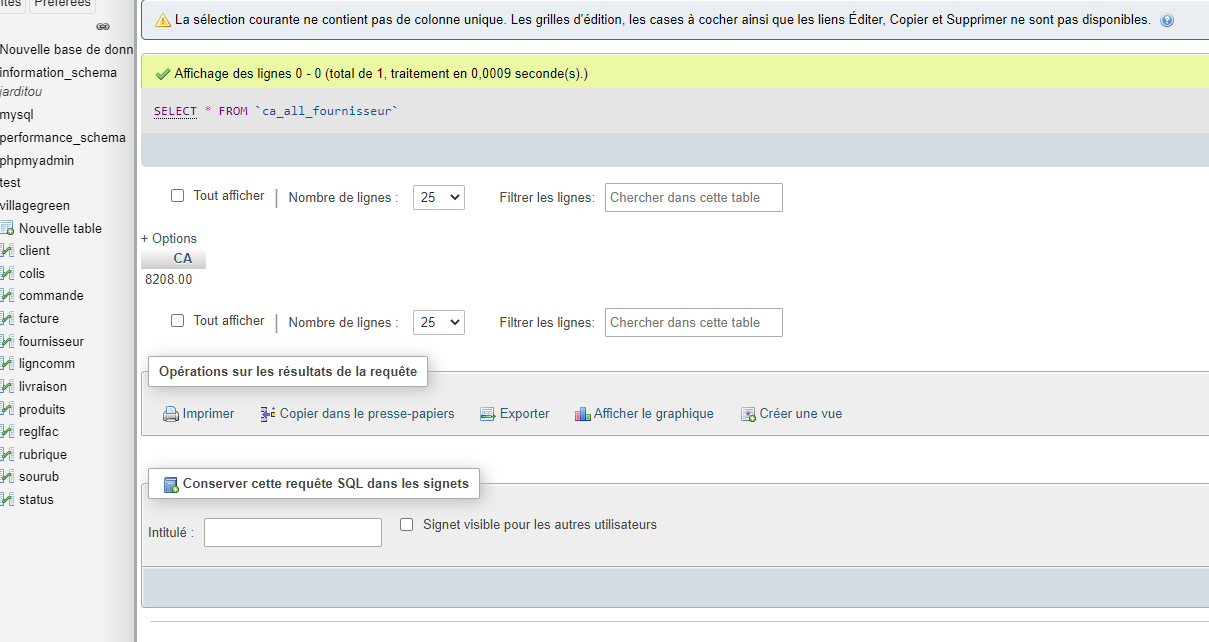 Préférées
Nouvelle base de donn
information_schema
jarditou
mysql
performance_schema
phpmyadmin
test
villagegreen
Nouvelle table
client
colis
commande
facture
fournisseur
ligncomm
livraison
produits
reglfac
rubrique
sourub
status
La sélection courante ne contient pas de colonne unique. Les grilles d'édition, les cases à cocher ainsi que les liens Éditer, Copier et Supprimer ne sont pas disponibles.
Affichage des lignes 0 - 0 (total de 1, traitement en 0,0009 seconde(s).)
SELECT * FROM `ca_all_fournisseur`
Tout afficher | Nombre de lignes : 25 Filtrer les lignes: Chercher dans cette table
+ Options
CA
8208.00
Tout afficher | Nombre de lignes : 25 Filtrer les lignes: Chercher dans cette table
Opérations sur les résultats de la requête
Imprimer Copier dans le presse-papiers Exporter Afficher le graphique Créer une vue
Conserver cette requête SQL dans les signets
Intitulé : Signet visible pour les autres utilisateurs